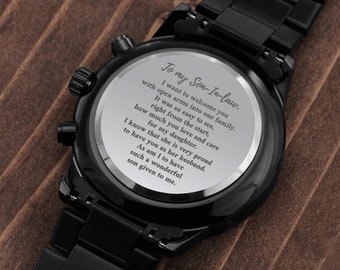 To my Son-In-law,
I want to welcome you
with open arms into our family.
It was so easy to see,
right from the start,
how much you love and care
for my daughter.
I know that she is very proud
to have you as her husband.
As am I to have
such a wonderful
son given to me.